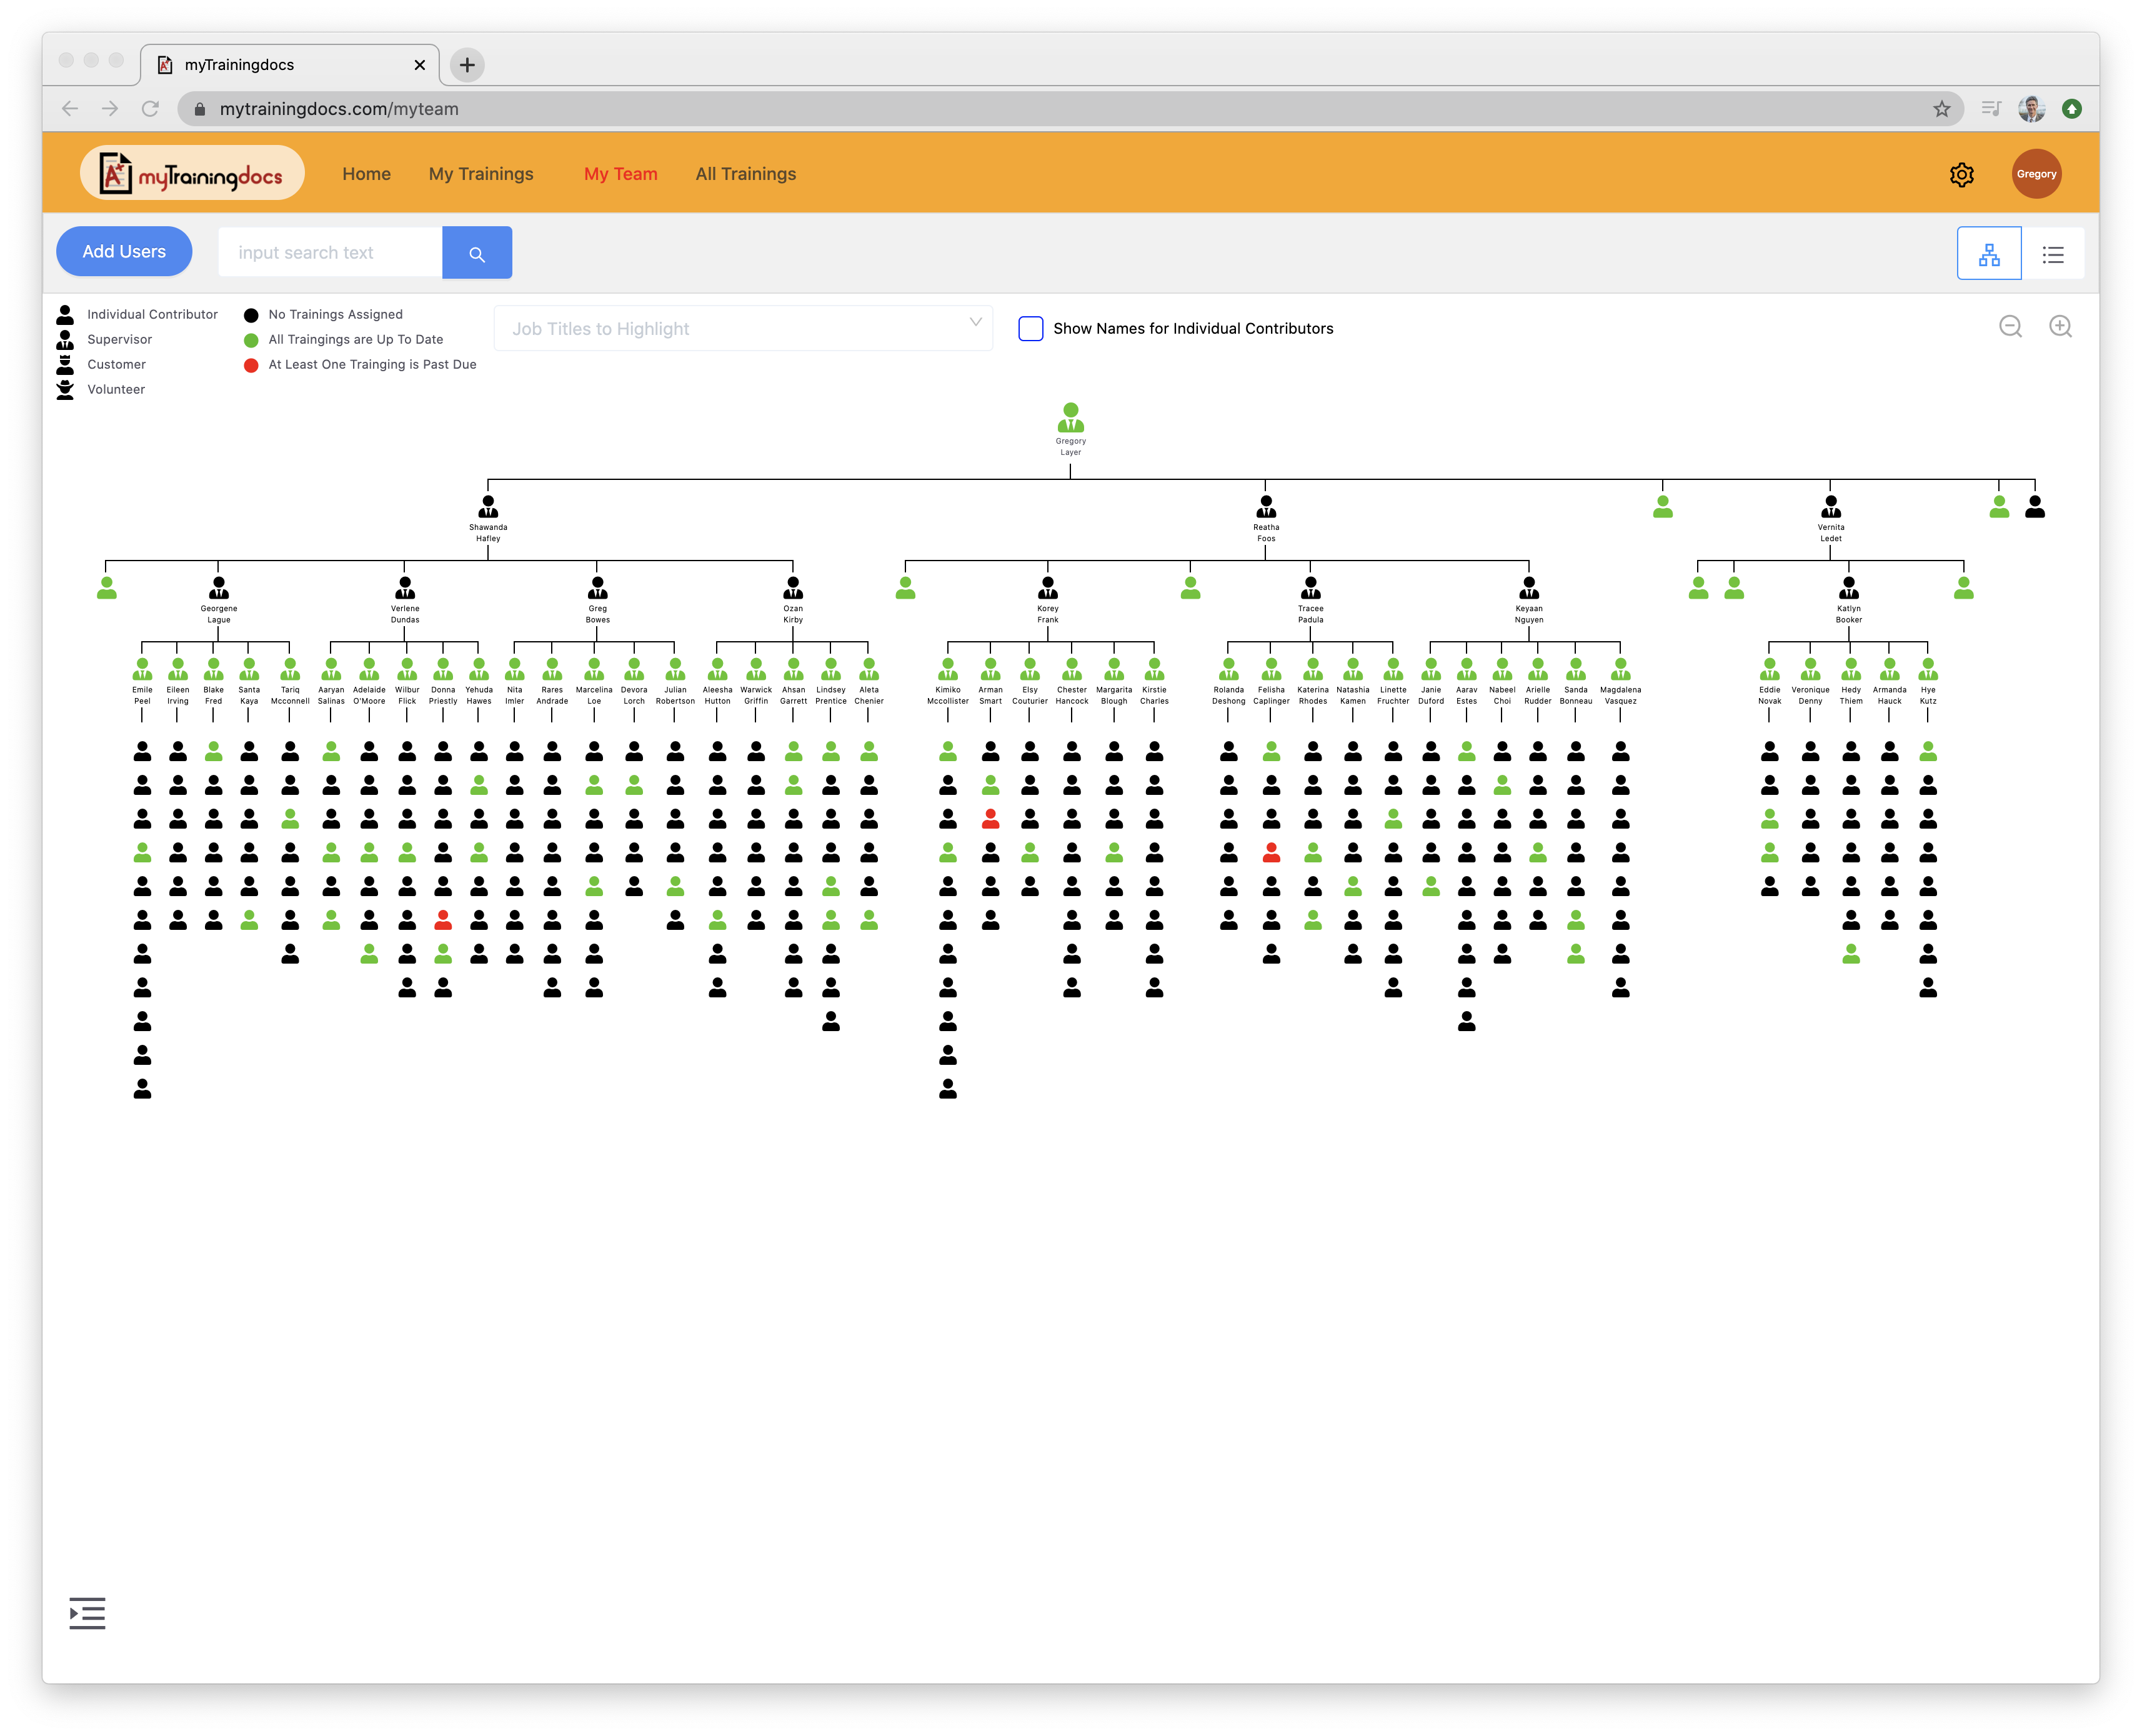 myTrainingdocs
mytrainingdocs.com/myteam
A+ myTrainingdocs Home My Trainings My Team All Trainings Gregory
Add Users input search text
Individual Contributor No Trainings Assigned
Supervisor All Traingings are Up To Date
Customer At Least One Trainging is Past Due
Volunteer
Job Titles to Highlight Show Names for Individual Contributors
Gregory
Layer
Shawanda Reatha Vernita
Hafley Foos Ledet
Georgene Verlene Greg Ozan Korey Tracee Keyaan Katlyn
Lague Dundas Bowes Kirby Frank Padula Nguyen Booker
Emile Eileen Blake Santa Tariq Aaryan Adelaide Wilbur Donna Yehuda Nita Rares Marcelina Devora Julian Aleesha Warwick Ahsan Lindsey Aleta Kimiko Arman Elsy Chester Margarita Kirstie Rolanda Felisha Katerina Natashia Linette Janie Aarav Nabeel Arielle Sanda Magdalena Eddie Veronique Hedy Armanda Hye
Peel Irving Fred Kaya Mcconnell Salinas O'Moore Flick Priestly Hawes Imler Andrade Loe Lorch Robertson Hutton Griffin Garrett Prentice Chenier Mccollister Smart Couturier Hancock Blough Charles Deshong Caplinger Rhodes Kamen Fruchter Duford Estes Choi Rudder Bonneau Vasquez Novak Denny Thiem Hauck Kutz